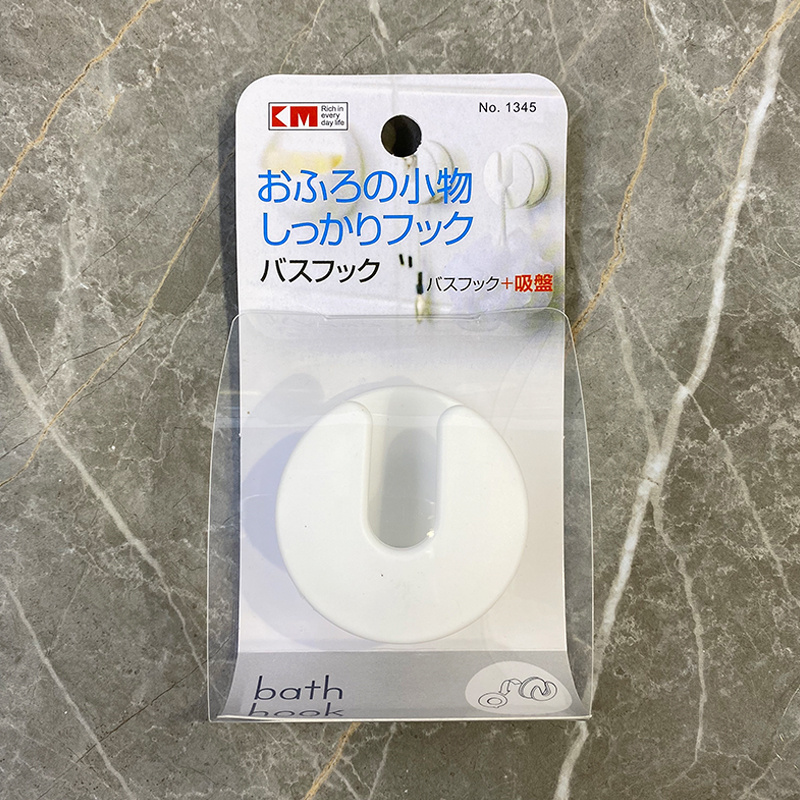 KM
Rich in
every
day life
No. 1345
おふろの小物
しっかりフック
バスフック
バスフック+吸盤
bath
hook